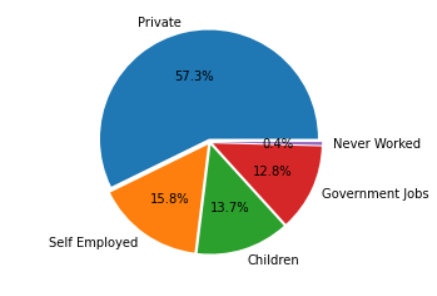 Private
57.3%
0.4%
Never Worked
12.8%
Government Jobs
15.8%
13.7%
Self Employed
Children